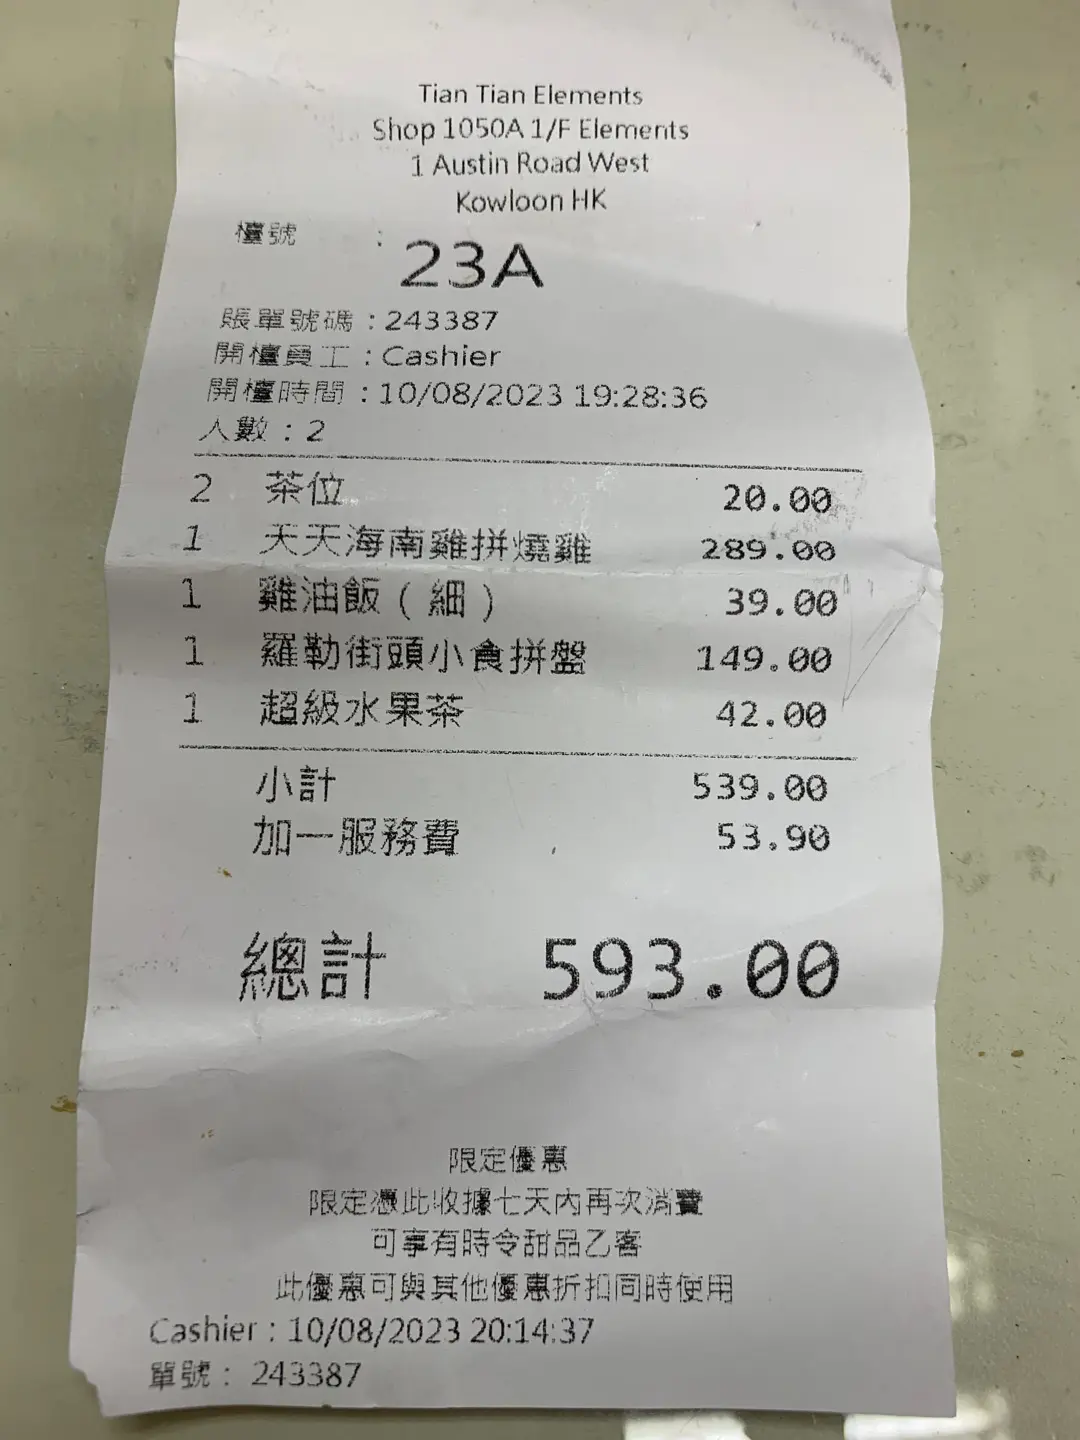 Tian Tian Elements
Shop 1050A 1/F Elements
1 Austin Road West
Kowloon HK
檯號 : 23A
賬單號碼 : 243387
開檯員工 : Cashier
開檯時間 : 10/08/2023 19:28:36
人數 : 2
2 茶位 20.00
1 天天海南雞拼燒雞 289.00
1 雞油飯 ( 細 ) 39.00
1 羅勒街頭小食拼盤 149.00
1 超級水果茶 42.00
小計 539.00
加一服務費 53.90
總計 593.00
限定優惠
限定憑此收據七天內再次消費
可享有時令甜品乙客
此優惠可與其他優惠折扣同時使用
Cashier : 10/08/2023 20:14:37
單號 : 243387